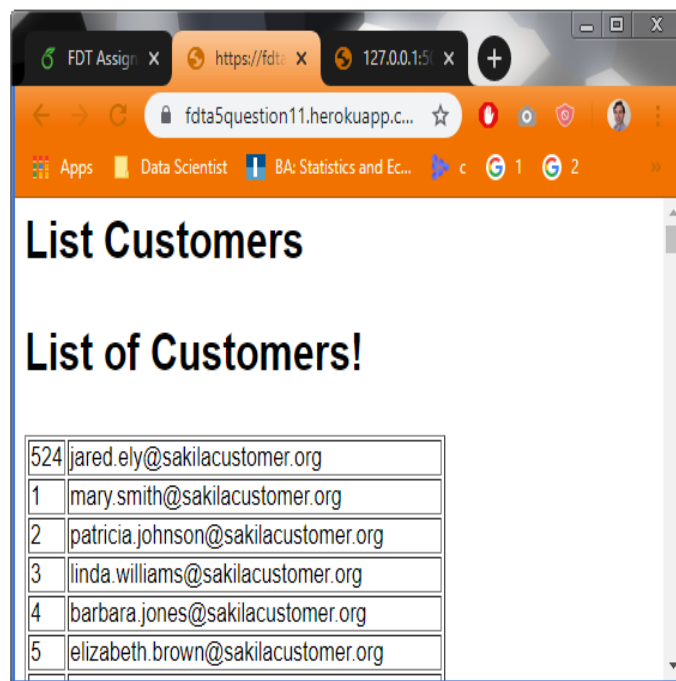 FDT Assign
https://fdta
127.0.0.1:5
fdta5question11.herokuapp.c...
Apps
Data Scientist
BA: Statistics and Ec...
c
1
2
»
List Customers
List of Customers!
524 jared.ely@sakilacustomer.org
1 mary.smith@sakilacustomer.org
2 patricia.johnson@sakilacustomer.org
3 linda.williams@sakilacustomer.org
4 barbara.jones@sakilacustomer.org
5 elizabeth.brown@sakilacustomer.org